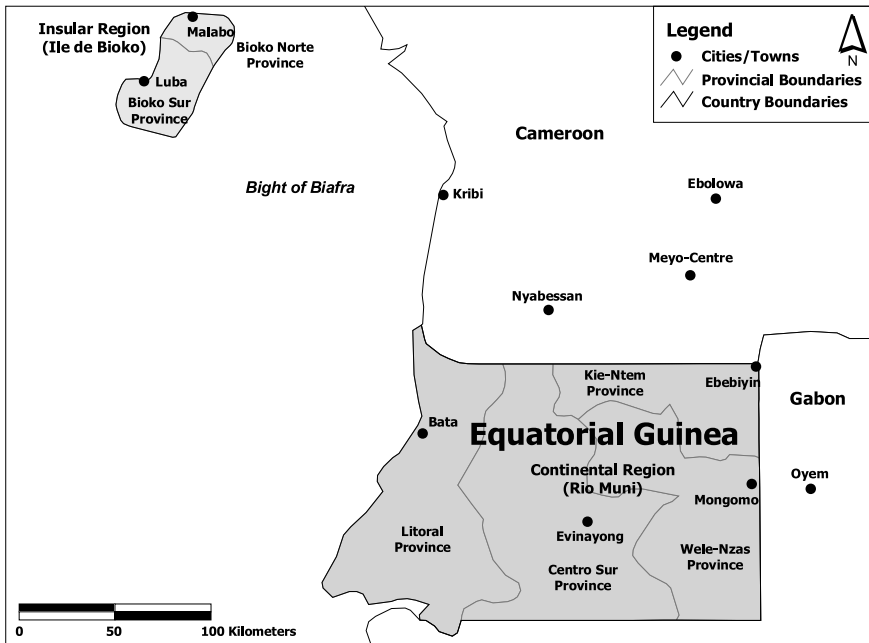 Insular Region
(Ile de Bioko)
Malabo
Bioko Norte
Province
Luba
Bioko Sur
Province
Legend
Cities/Towns
Provincial Boundaries
Country Boundaries
N
Cameroon
Bight of Biafra
Kribi
Ebolowa
Meyo-Centre
Nyabessan
Kie-Ntem
Province
Ebebiyin
Gabon
Bata
Equatorial Guinea
Continental Region
(Rio Muni)
Oyem
Mongomo
Evinayong
Litoral
Province
Wele-Nzas
Province
Centro Sur
Province
0 50 100 Kilometers